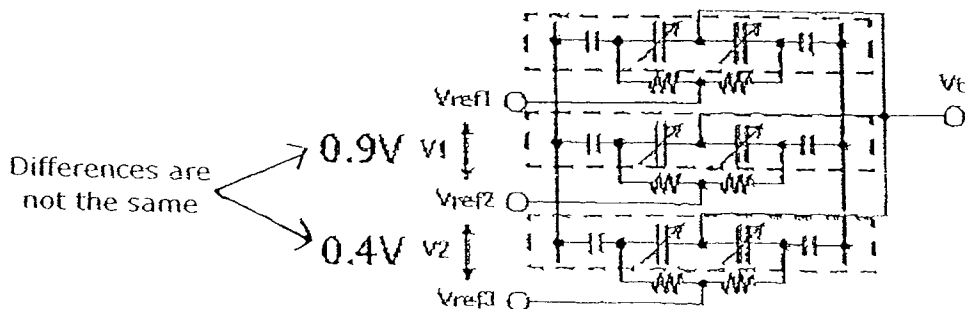 Vt
Vref1
0.9V V1
Differences are
not the same
Vref2
0.4V V2
Vref3